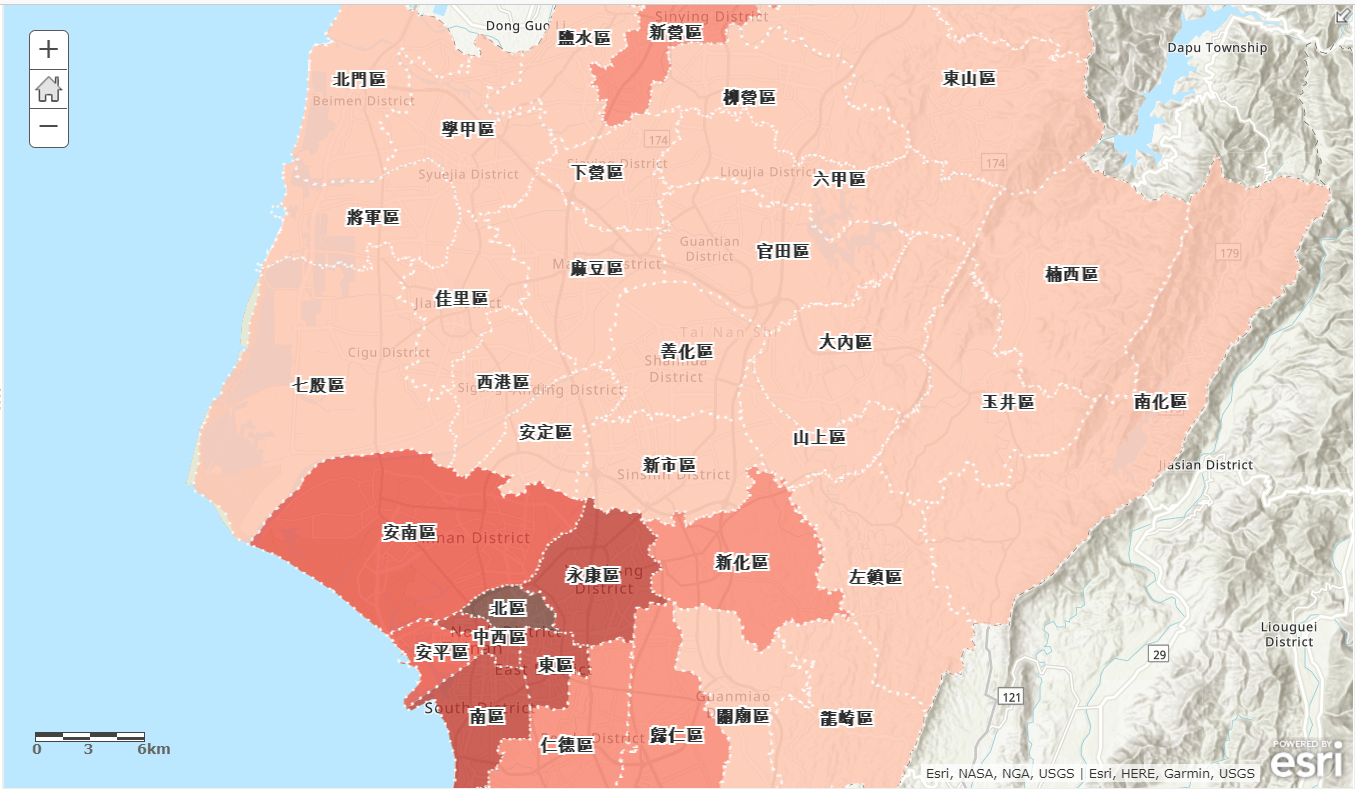 Sinying District
Dong Guo
鹽水區
新營區
Dapu Township
北門區
Beimen District
東山區
柳營區
學甲區
174
174
下營區
Syuejia District
Lioujia District
六甲區
將軍區
Guantian
District
官田區
179
麻豆區
楠西區
佳里區
Tai Nan Shi
大內區
善化區
Shanhua
District
Cigu District
七股區
西港區
Anding District
玉井區
南化區
安定區
山上區
新市區
Sinshih District
Jiasian District
安南區
Annan District
永康區
District
新化區
左鎮區
北區
中西區
安平區
東區
East District
Liouguei
District
29
121
Guanmiao
South District
南區
關廟區
龍崎區
歸仁區
仁德區
District
0 3 6km
POWERED BY
esri
Esri, NASA, NGA, USGS | Esri, HERE, Garmin, USGS